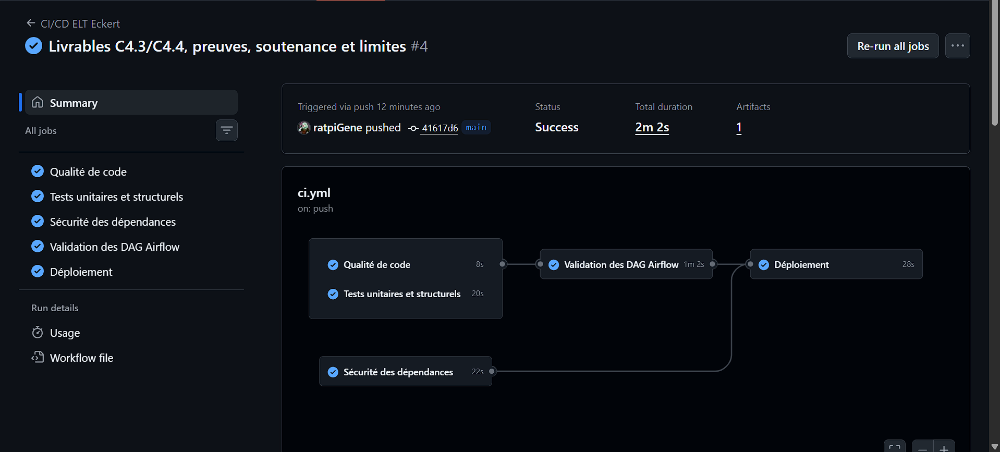 CI/CD ELT Eckert
Livrables C4.3/C4.4, preuves, soutenance et limites #4
Re-run all jobs
Summary
All jobs
Qualité de code
Tests unitaires et structurels
Sécurité des dépendances
Validation des DAG Airflow
Déploiement
Run details
Usage
Workflow file
Triggered via push 12 minutes ago
ratpiGene pushed 41617d6 main
Status
Success
Total duration
2m 2s
Artifacts
1
ci.yml
on: push
Qualité de code 8s
Tests unitaires et structurels 20s
Validation des DAG Airflow 1m 2s
Déploiement 28s
Sécurité des dépendances 22s